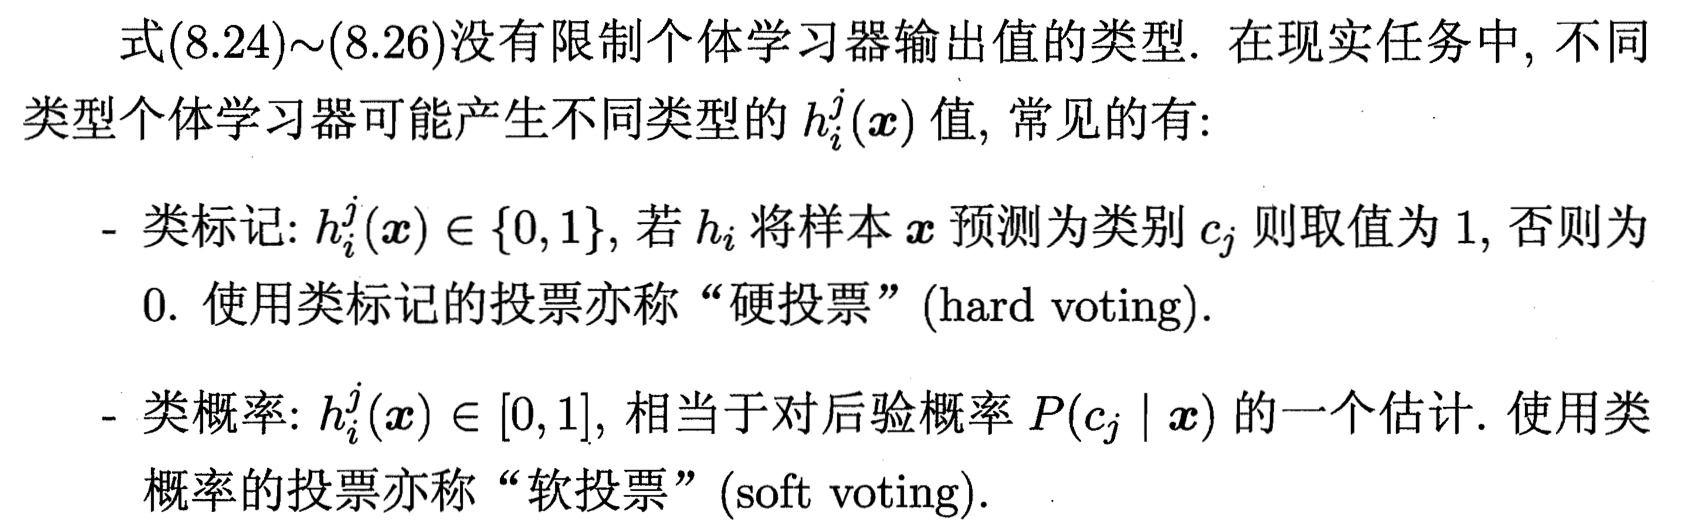 式(8.24)~(8.26)没有限制个体学习器输出值的类型. 在现实任务中, 不同
类型个体学习器可能产生不同类型的 $h_i^j(\boldsymbol{x})$ 值, 常见的有:
- 类标记: $h_i^j(\boldsymbol{x}) \in \{0,1\}$, 若 $h_i$ 将样本 $\boldsymbol{x}$ 预测为类别 $c_j$ 则取值为 1, 否则为
0. 使用类标记的投票亦称 “硬投票” (hard voting).
- 类概率: $h_i^j(\boldsymbol{x}) \in [0,1]$, 相当于对后验概率 $P(c_j \mid \boldsymbol{x})$ 的一个估计. 使用类
概率的投票亦称 “软投票” (soft voting).